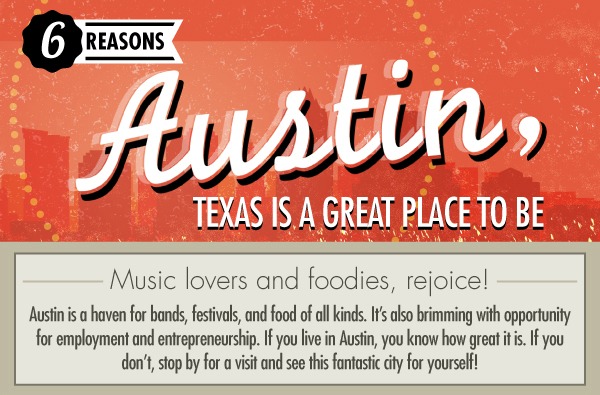 6 REASONS
Austin,
TEXAS IS A GREAT PLACE TO BE
Music lovers and foodies, rejoice!
Austin is a haven for bands, festivals, and food of all kinds. It's also brimming with opportunity
for employment and entrepreneurship. If you live in Austin, you know how great it is. If you
don't, stop by for a visit and see this fantastic city for yourself!